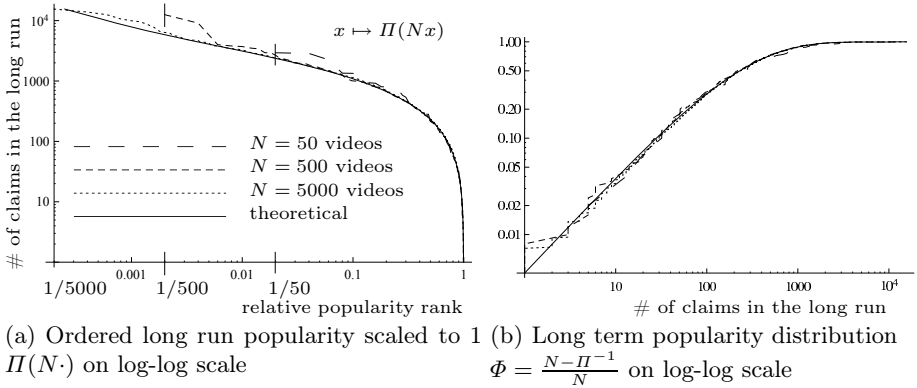 # of claims in the long run
10⁴
1000
100
10
x ↦ Π(Nx)
N = 50 videos
N = 500 videos
N = 5000 videos
theoretical
0.001
0.01
0.1
1
1/5000
1/500
1/50
relative popularity rank
1.00
0.50
0.20
0.10
0.05
0.02
0.01
10
100
1000
10⁴
# of claims in the long run
(a) Ordered long run popularity scaled to 1
Π(N·) on log-log scale
(b) Long term popularity distribution
Φ = (N−Π⁻¹)/N on log-log scale